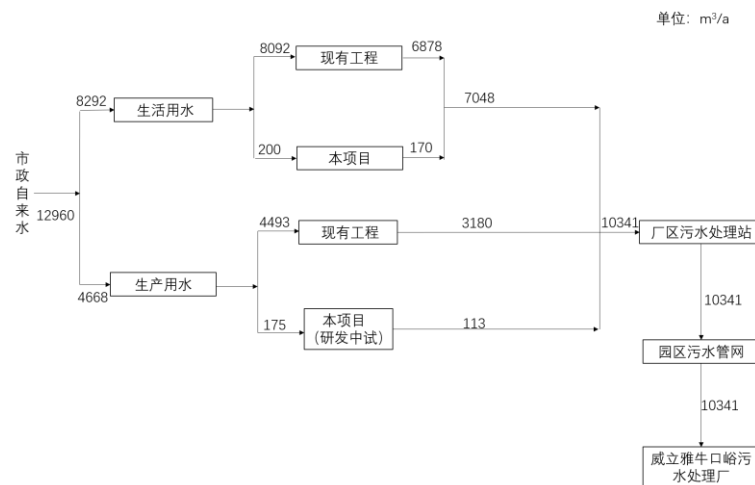 单位：m³/a
8092
现有工程
6878
8292
生活用水
7048
200
本项目
170
市政自来水
12960
4493
现有工程
3180
10341
厂区污水处理站
4668
生产用水
175
本项目
（研发中试）
113
10341
园区污水管网
10341
威立雅牛口峪污
水处理厂